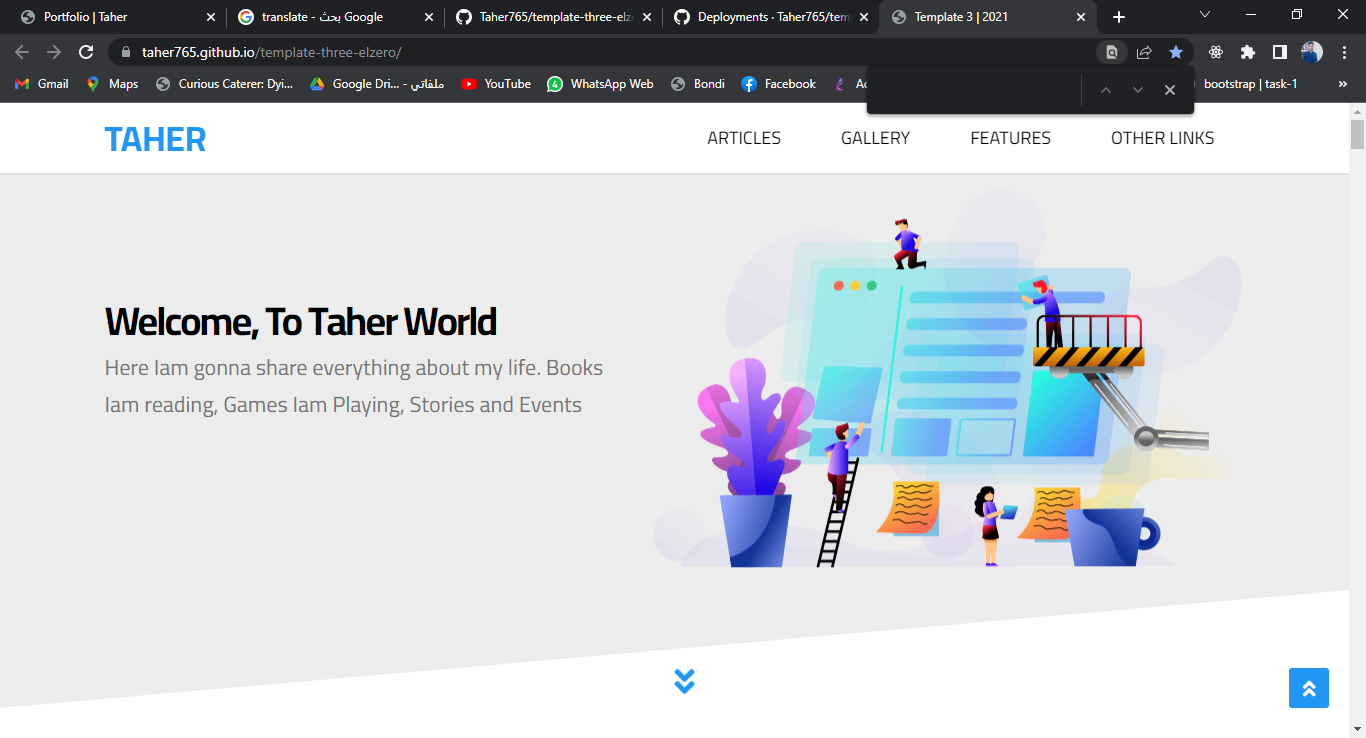 Portfolio | Taher
translate - بحث Google
Taher765/template-three-elze
Deployments · Taher765/tem
Template 3 | 2021
taher765.github.io/template-three-elzero/
Gmail
Maps
Curious Caterer: Dyi...
Google Dri... - ملفاتي
YouTube
4
WhatsApp Web
Bondi
Facebook
bootstrap | task-1
TAHER
ARTICLES
GALLERY
FEATURES
OTHER LINKS
Welcome, To Taher World
Here Iam gonna share everything about my life. Books
Iam reading, Games Iam Playing, Stories and Events